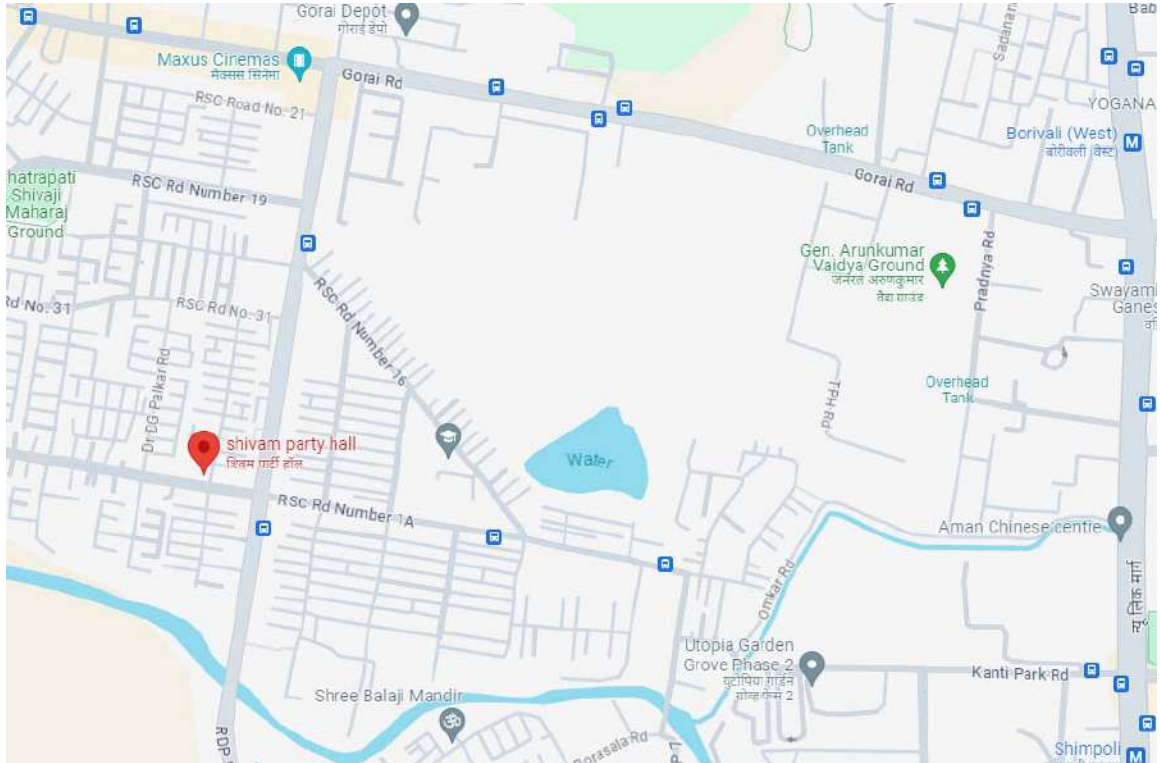 Gorai Depot
गोराई डेपो
Maxus Cinemas
मॅक्सस सिनेमा
Gorai Rd
RSC Road No. 21
Sadanan
Bab
YOGANA
Overhead
Tank
Borivali (West)
बोरीवली (वेस्ट)
M
RSC Rd Number 19
Gorai Rd
hatrapati
Shivaji
Maharaj
Ground
Gen. Arunkumar
Vaidya Ground
जनरल अरुणकुमार
वैद्य ग्राउंड
Pradnya Rd
Swayami
Ganes
Rd No. 31
RSC Rd No. 31
RSC Rd Number 16
Dr DG Palkar Rd
TPH Rd
Overhead
Tank
shivam party hall
शिवम पार्टी हॉल
Water
RSC Rd Number 1A
Aman Chinese centre
Omkar Rd
न्यू लिंक मार्ग
Utopia Garden
Grove Phase 2
युटोपिया गार्डन
ग्रोव्ह फेस 2
Kanti Park Rd
Shree Balaji Mandir
ॐ
RDP
Borasala Rd
Shimpoli
M